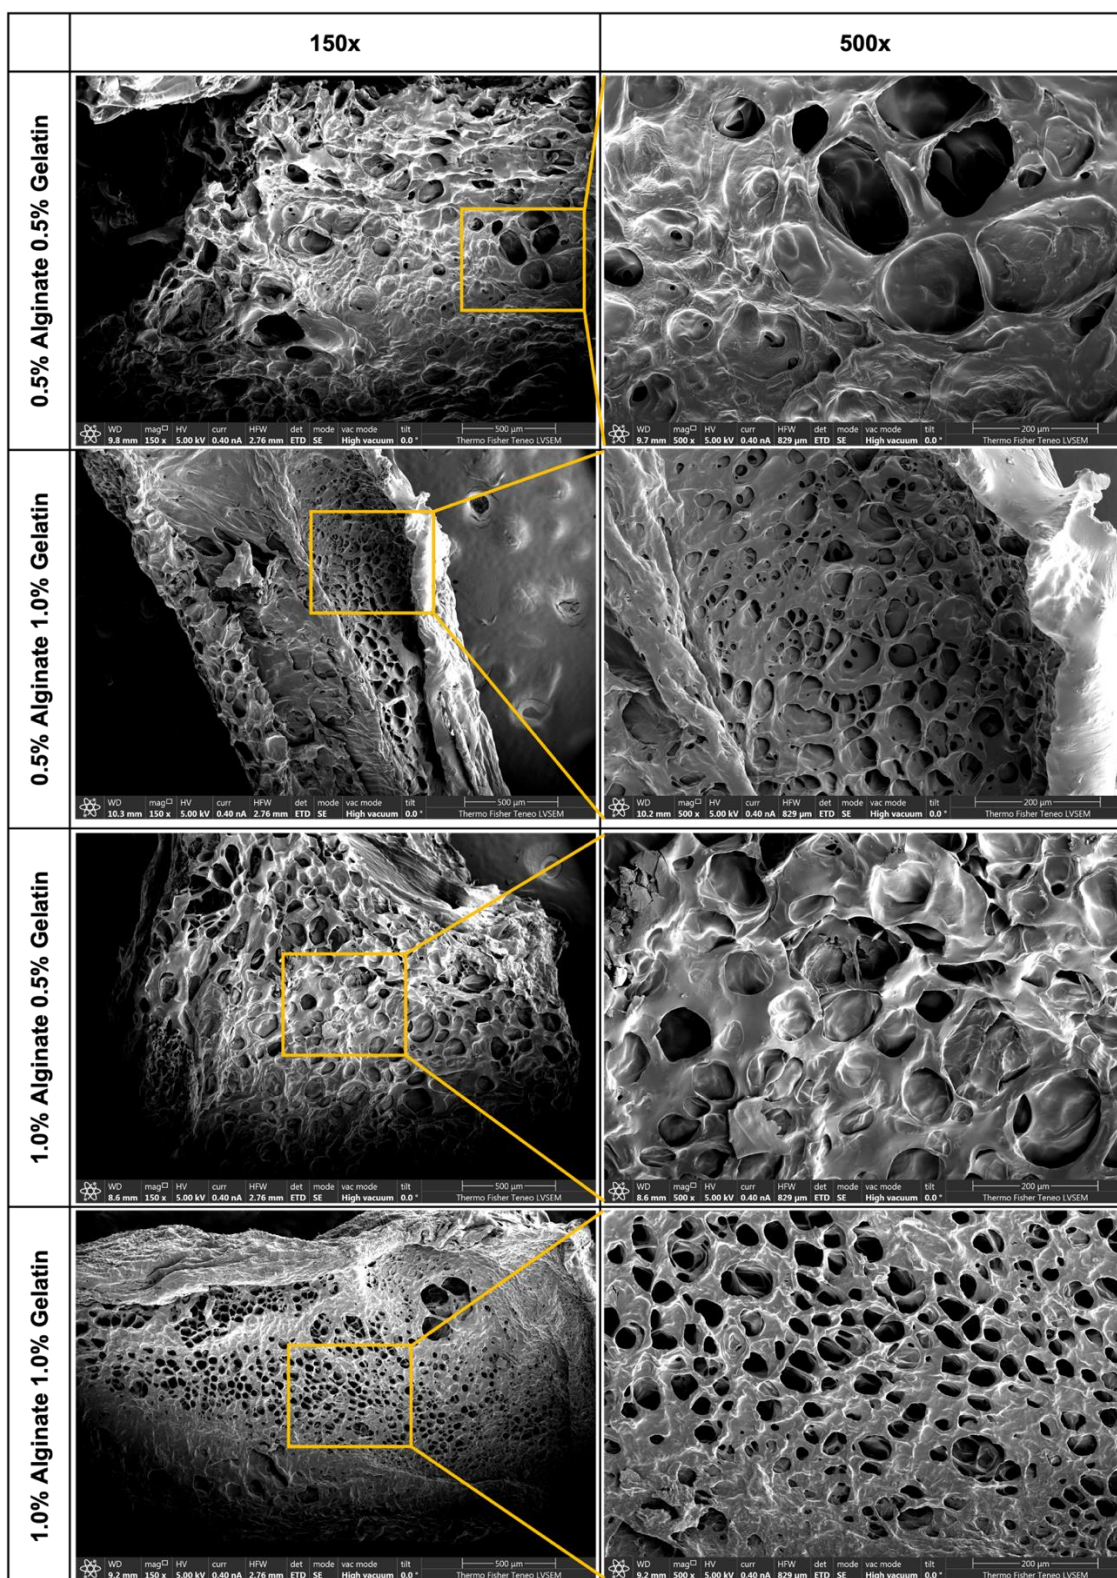 150x
500x
0.5% Alginate 0.5% Gelatin
WD mag HV curr HFW det mode vac mode tilt 500 µm
9.8 mm 150 x 5.00 kV 0.40 nA 2.76 mm ETD SE High vacuum 0.0 ° Thermo Fisher Teneo LVSEM
WD mag HV curr HFW det mode vac mode tilt 200 µm
9.7 mm 500 x 5.00 kV 0.40 nA 829 µm ETD SE High vacuum 0.0 ° Thermo Fisher Teneo LVSEM
0.5% Alginate 1.0% Gelatin
WD mag HV curr HFW det mode vac mode tilt 500 µm
10.3 mm 150 x 5.00 kV 0.40 nA 2.76 mm ETD SE High vacuum 0.0 ° Thermo Fisher Teneo LVSEM
WD mag HV curr HFW det mode vac mode tilt 200 µm
10.2 mm 500 x 5.00 kV 0.40 nA 829 µm ETD SE High vacuum 0.0 ° Thermo Fisher Teneo LVSEM
1.0% Alginate 0.5% Gelatin
WD mag HV curr HFW det mode vac mode tilt 500 µm
8.6 mm 150 x 5.00 kV 0.40 nA 2.76 mm ETD SE High vacuum 0.0 ° Thermo Fisher Teneo LVSEM
WD mag HV curr HFW det mode vac mode tilt 200 µm
8.6 mm 500 x 5.00 kV 0.40 nA 829 µm ETD SE High vacuum 0.0 ° Thermo Fisher Teneo LVSEM
1.0% Alginate 1.0% Gelatin
WD mag HV curr HFW det mode vac mode tilt 500 µm
9.2 mm 150 x 5.00 kV 0.40 nA 2.76 mm ETD SE High vacuum 0.0 ° Thermo Fisher Teneo LVSEM
WD mag HV curr HFW det mode vac mode tilt 200 µm
9.2 mm 500 x 5.00 kV 0.40 nA 829 µm ETD SE High vacuum 0.0 ° Thermo Fisher Teneo LVSEM